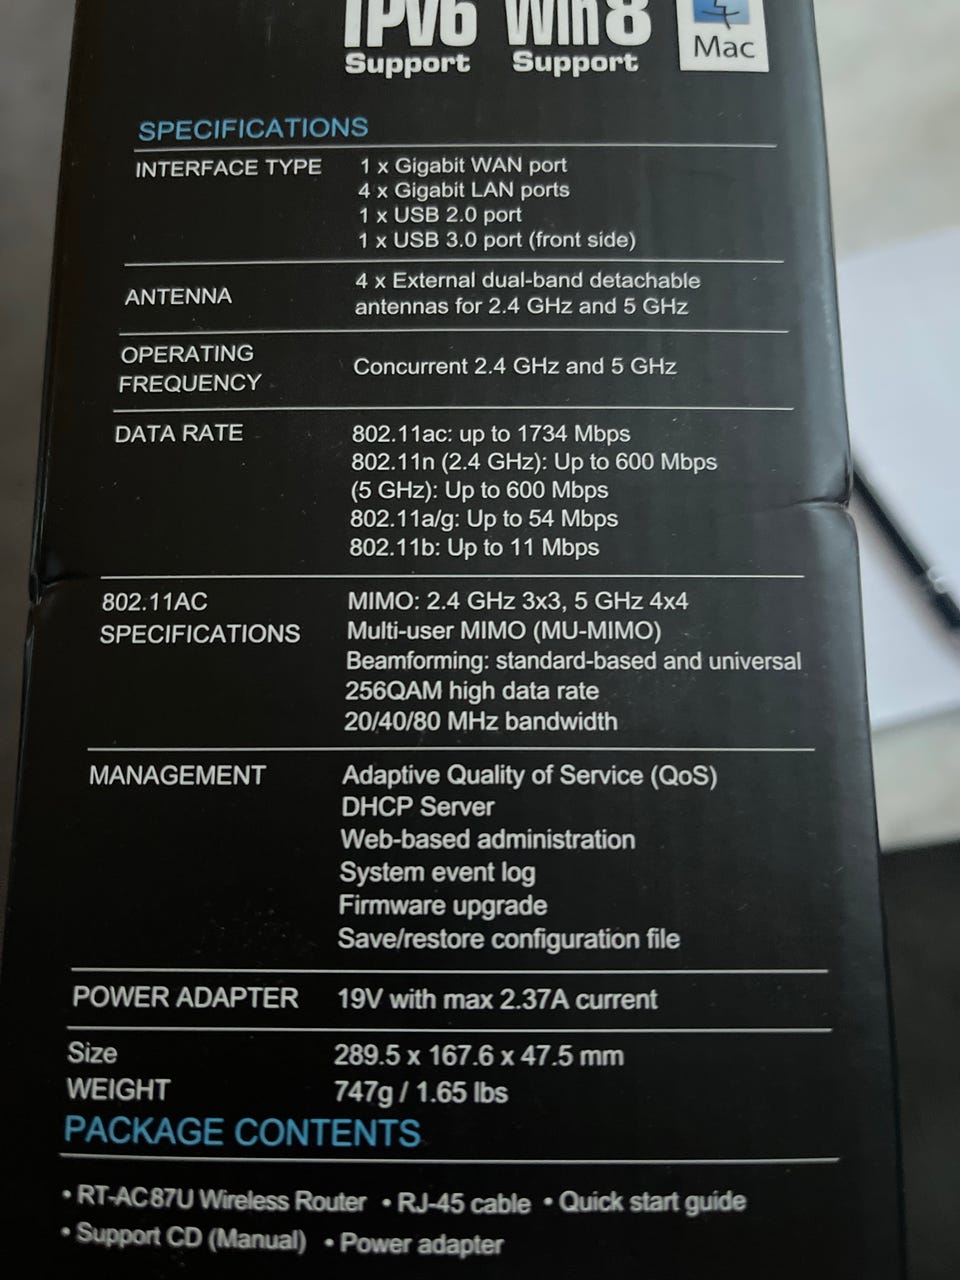 IPv6 Win8
Support Support Mac
SPECIFICATIONS
INTERFACE TYPE 1 x Gigabit WAN port
4 x Gigabit LAN ports
1 x USB 2.0 port
1 x USB 3.0 port (front side)
ANTENNA 4 x External dual-band detachable
antennas for 2.4 GHz and 5 GHz
OPERATING
FREQUENCY Concurrent 2.4 GHz and 5 GHz
DATA RATE 802.11ac: up to 1734 Mbps
802.11n (2.4 GHz): Up to 600 Mbps
(5 GHz): Up to 600 Mbps
802.11a/g: Up to 54 Mbps
802.11b: Up to 11 Mbps
802.11AC MIMO: 2.4 GHz 3x3, 5 GHz 4x4
SPECIFICATIONS Multi-user MIMO (MU-MIMO)
Beamforming: standard-based and universal
256QAM high data rate
20/40/80 MHz bandwidth
MANAGEMENT Adaptive Quality of Service (QoS)
DHCP Server
Web-based administration
System event log
Firmware upgrade
Save/restore configuration file
POWER ADAPTER 19V with max 2.37A current
Size 289.5 x 167.6 x 47.5 mm
WEIGHT 747g / 1.65 lbs
PACKAGE CONTENTS
• RT-AC87U Wireless Router • RJ-45 cable • Quick start guide
• Support CD (Manual) • Power adapter